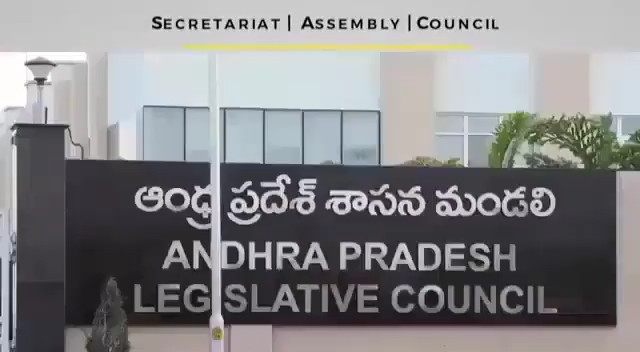 SECRETARIAT| ASSEMBLY |COUNCIL
ఆంధ్ర ప్రదేశ్ శాసన మండలి
ANDHRA PRADESH
LEGISLATIVE COUNCIL